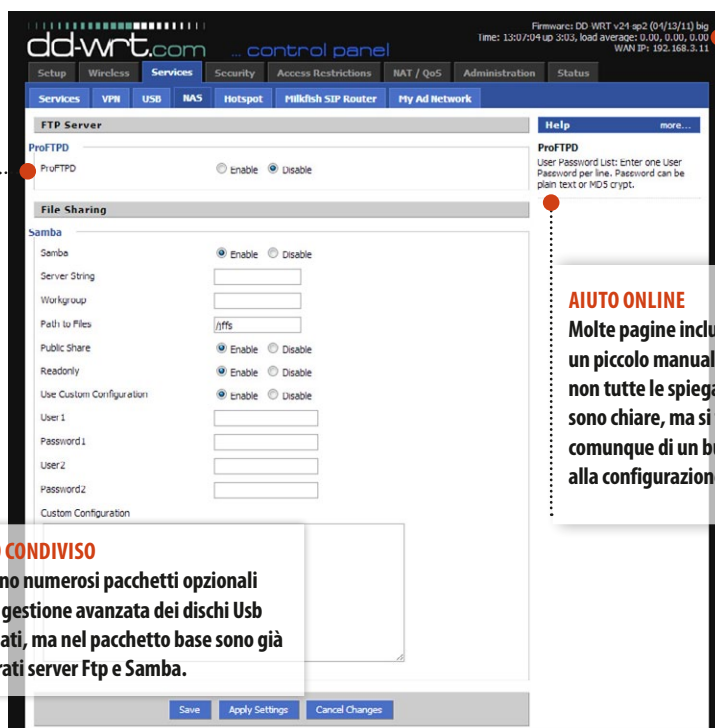 Firmware: DD-WRT v24-sp2 (04/13/11) big
Time: 13:07:04 up 3:03, load average: 0.00, 0.00, 0.00
WAN IP: 192.168.3.11
dd-wrt.com ... control panel
Setup Wireless Services Security Access Restrictions NAT / QoS Administration Status
Services VPN USB NAS Hotspot Milkfish SIP Router My Ad Network
FTP Server
ProFTPD
ProFTPD Enable Disable
File Sharing
Samba
Samba Enable Disable
Server String
Workgroup
Path to Files /jffs
Public Share Enable Disable
Readonly Enable Disable
Use Custom Configuration Enable Disable
User1
Password1
User2
Password2
Custom Configuration
Save Apply Settings Cancel Changes
Help more...
ProFTPD
User Password List: Enter one User
Password per line. Password can be
plain text or MD5 crypt.
AIUTO ONLINE
Molte pagine inclu
un piccolo manual
non tutte le spiega
sono chiare, ma si
comunque di un bu
alla configurazion
CONDIVISO
no numerosi pacchetti opzionali
gestione avanzata dei dischi Usb
ati, ma nel pacchetto base sono già
rati server Ftp e Samba.